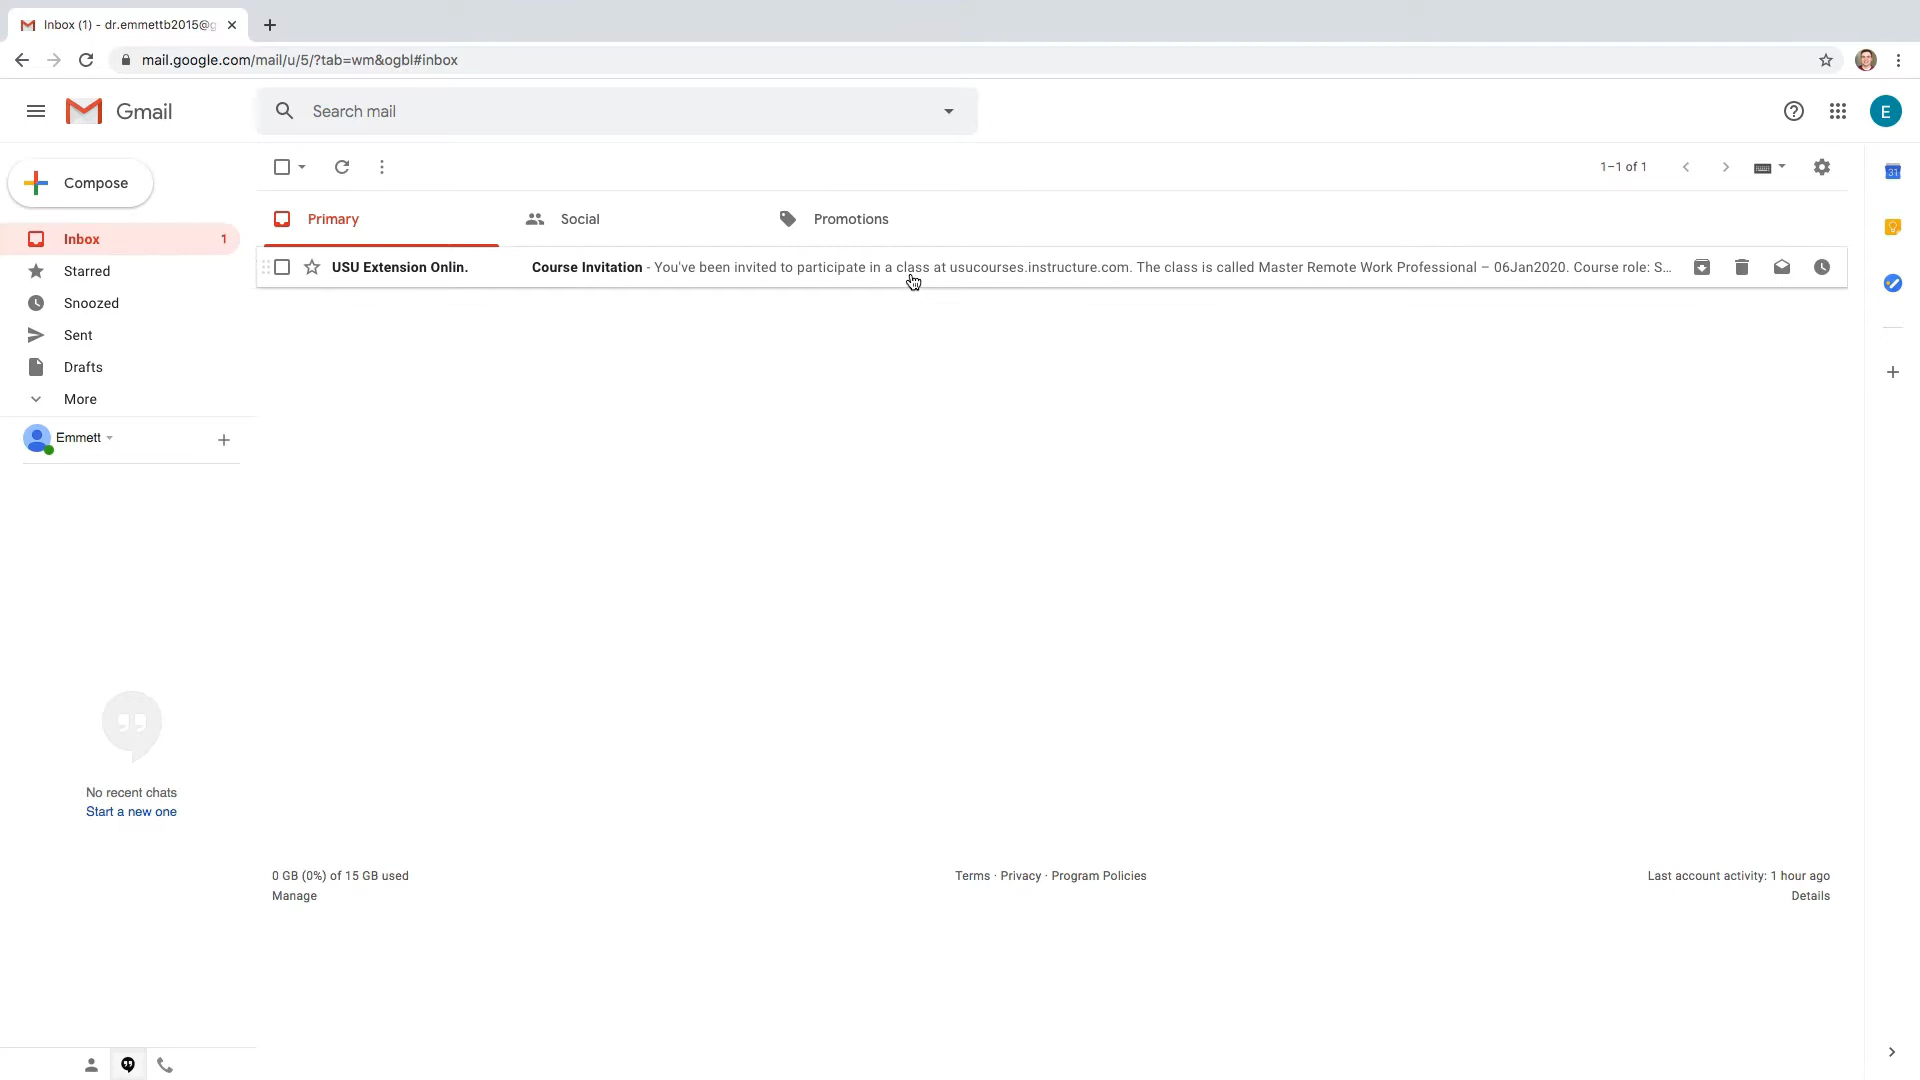 Inbox (1) - dr.emmettb2015@g
mail.google.com/mail/u/5/?tab=wm&ogbl#inbox
Gmail
Search mail
E
Compose
1–1 of 1
31
Primary
Social
Promotions
Inbox 1
USU Extension Onlin. Course Invitation - You've been invited to participate in a class at usucourses.instructure.com. The class is called Master Remote Work Professional – 06Jan2020. Course role: S...
Starred
Snoozed
Sent
Drafts
More
Emmett
No recent chats
Start a new one
0 GB (0%) of 15 GB used
Manage
Terms · Privacy · Program Policies
Last account activity: 1 hour ago
Details